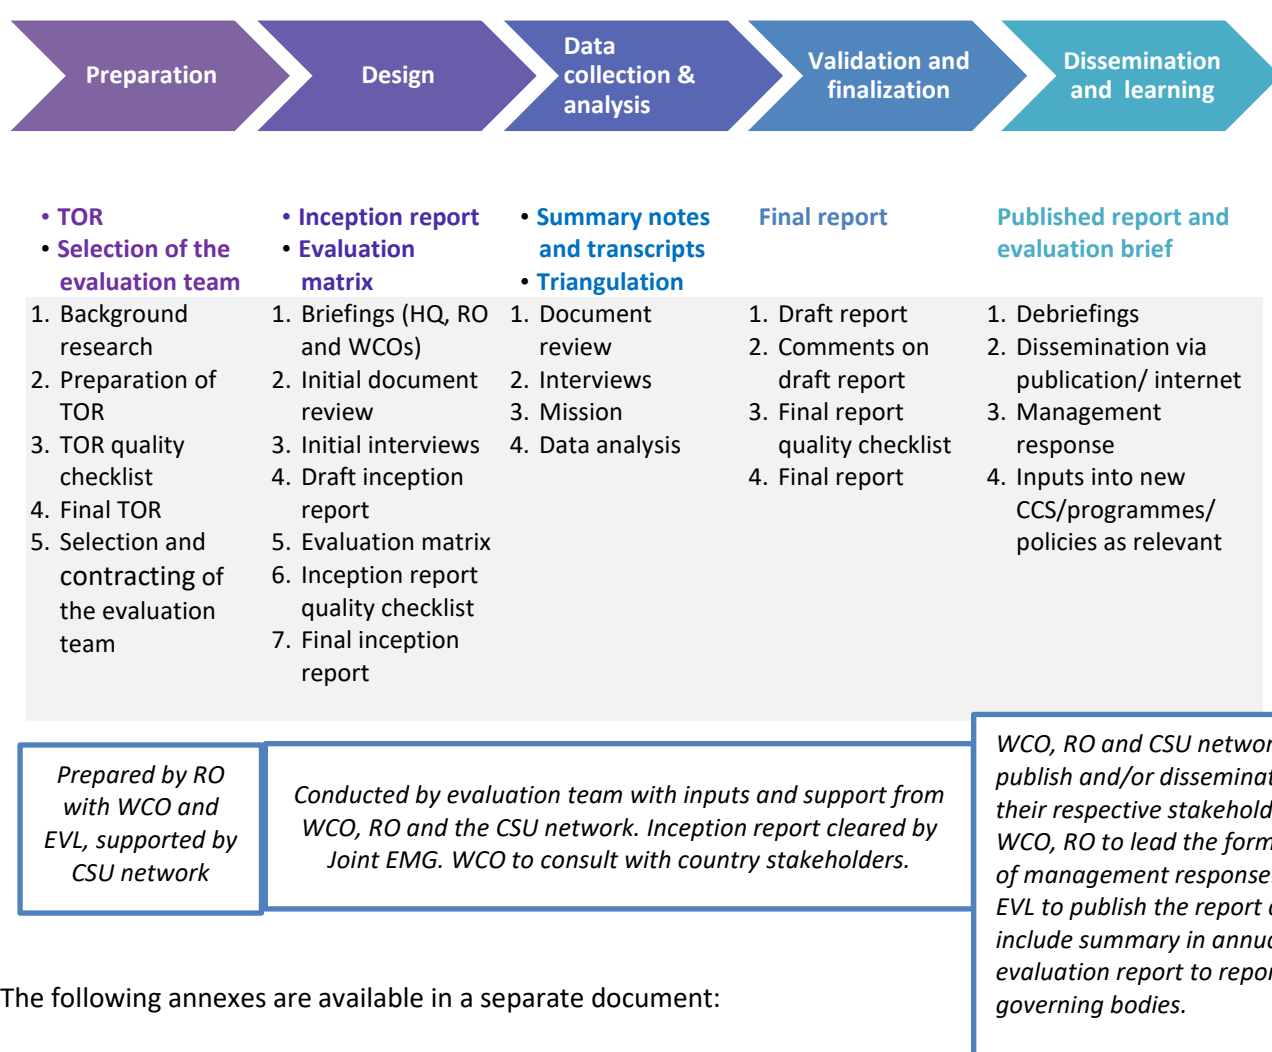 Preparation
Design
Data
collection &
analysis
Validation and
finalization
Dissemination
and learning
• TOR
• Selection of the
evaluation team
• Inception report
• Evaluation
matrix
• Summary notes
and transcripts
• Triangulation
Final report
Published report and
evaluation brief
1. Background
research
2. Preparation of
TOR
3. TOR quality
checklist
4. Final TOR
5. Selection and
contracting of
the evaluation
team
1. Briefings (HQ, RO
and WCOs)
2. Initial document
review
3. Initial interviews
4. Draft inception
report
5. Evaluation matrix
6. Inception report
quality checklist
7. Final inception
report
1. Document
review
2. Interviews
3. Mission
4. Data analysis
1. Draft report
2. Comments on
draft report
3. Final report
quality checklist
4. Final report
1. Debriefings
2. Dissemination via
publication/ internet
3. Management
response
4. Inputs into new
CCS/programmes/
policies as relevant
Prepared by RO
with WCO and
EVL, supported by
CSU network
Conducted by evaluation team with inputs and support from
WCO, RO and the CSU network. Inception report cleared by
Joint EMG. WCO to consult with country stakeholders.
WCO, RO and CSU
publish and/or
their respective
WCO, RO to lead the
of management
EVL to publish the report
include summary in
evaluation report to
governing bodies.
The following annexes are available in a separate document: